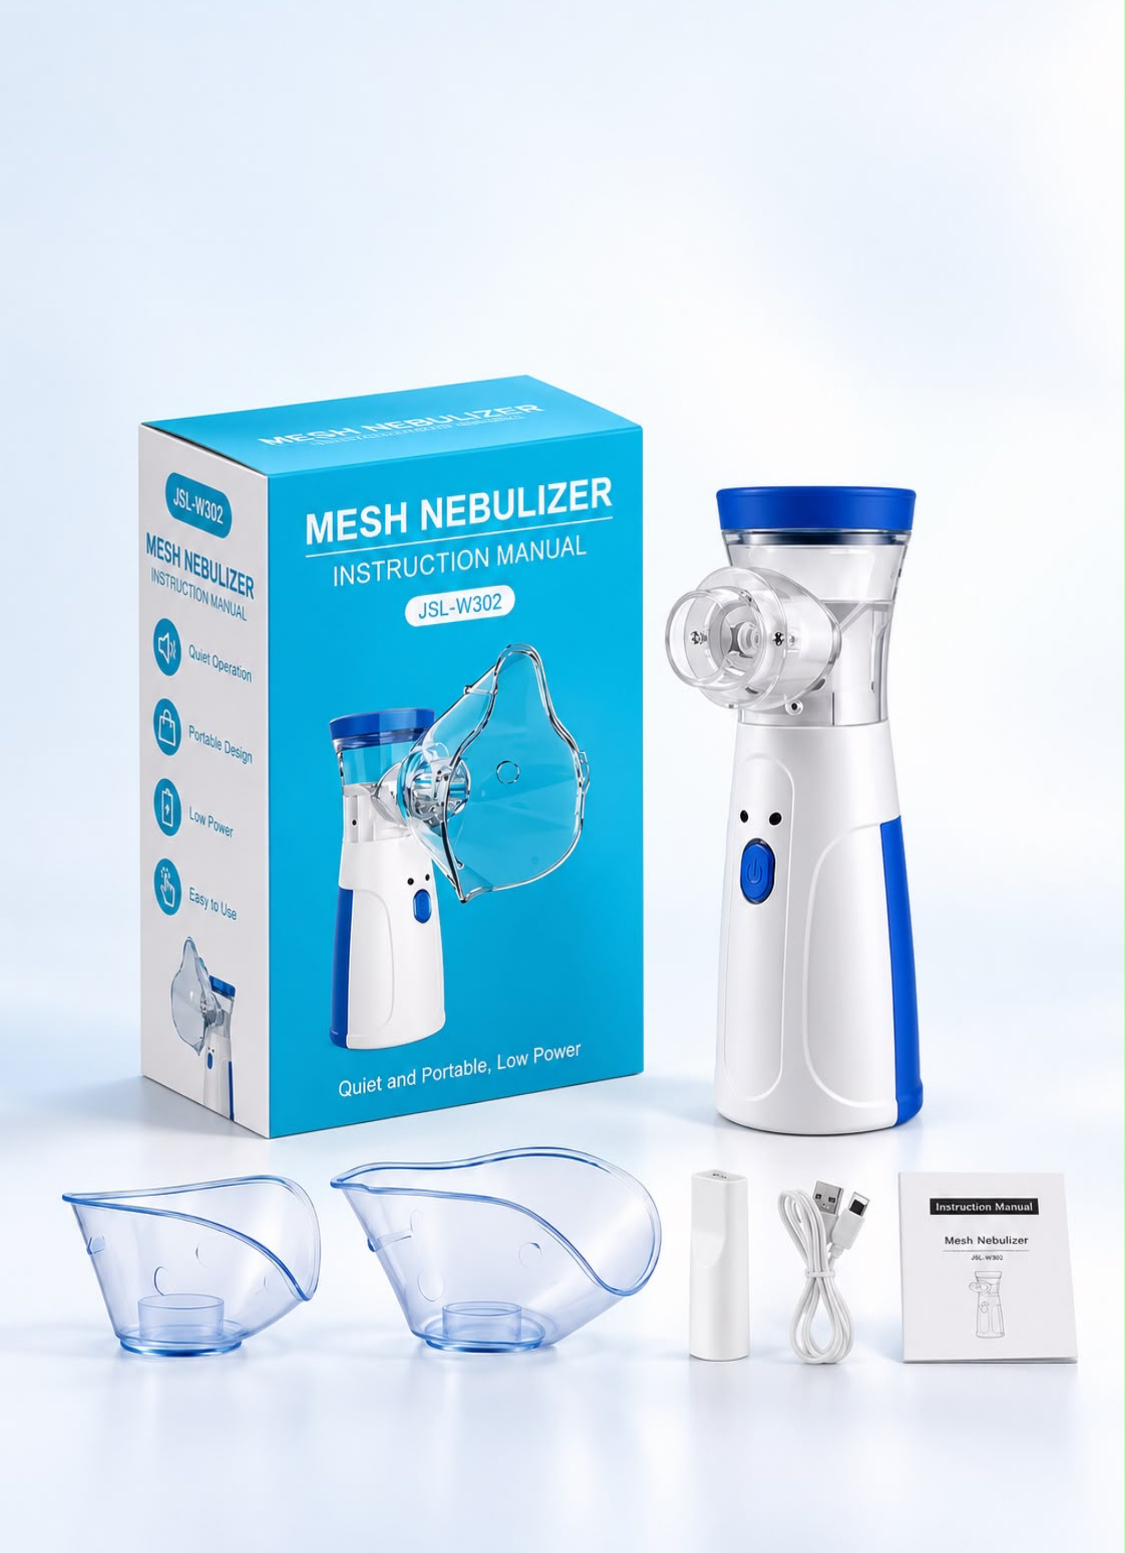 MESH NEBULIZER
JSL-W302
MESH NEBULIZER
INSTRUCTION MANUAL
Quiet Operation
Portable Design
Low Power
Easy to Use
MESH NEBULIZER
INSTRUCTION MANUAL
JSL-W302
Quiet and Portable, Low Power
Instruction Manual
Mesh Nebulizer
JSL-W302